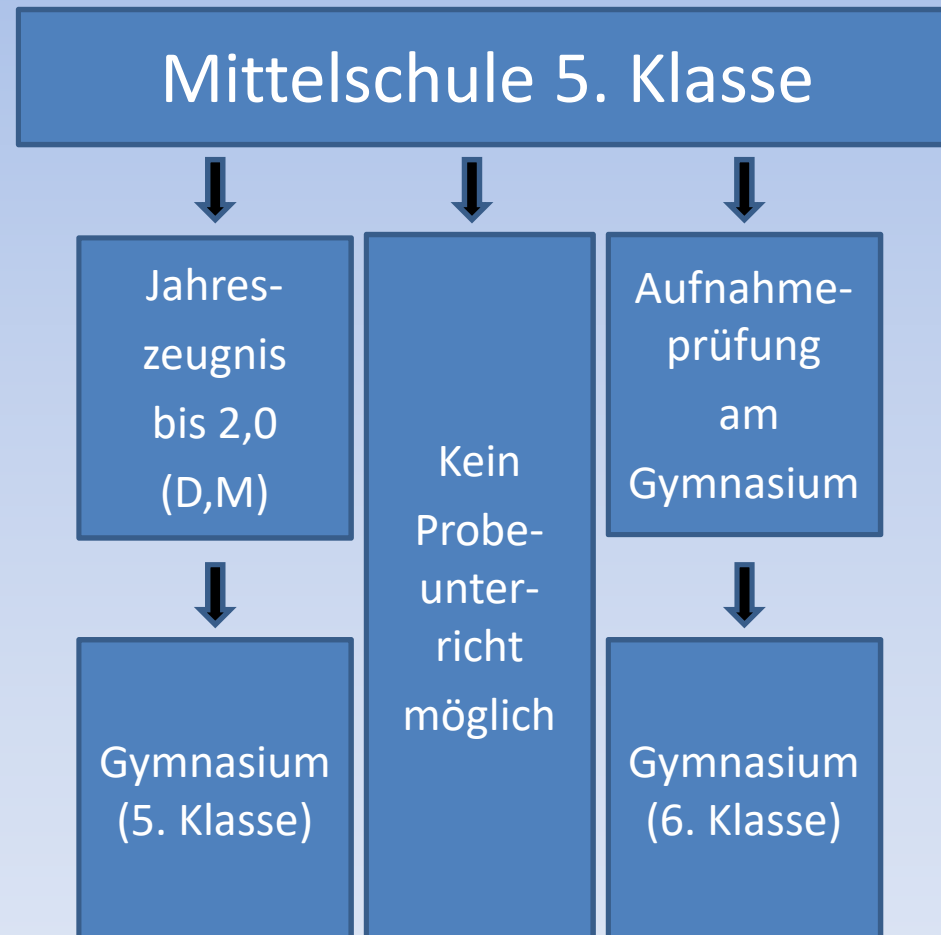 Mittelschule 5. Klasse
Jahres-
zeugnis
bis 2,0
(D,M)
Kein
Probe-
unter-
richt
möglich
Aufnahme-
prüfung
am
Gymnasium
Gymnasium
(5. Klasse)
Gymnasium
(6. Klasse)